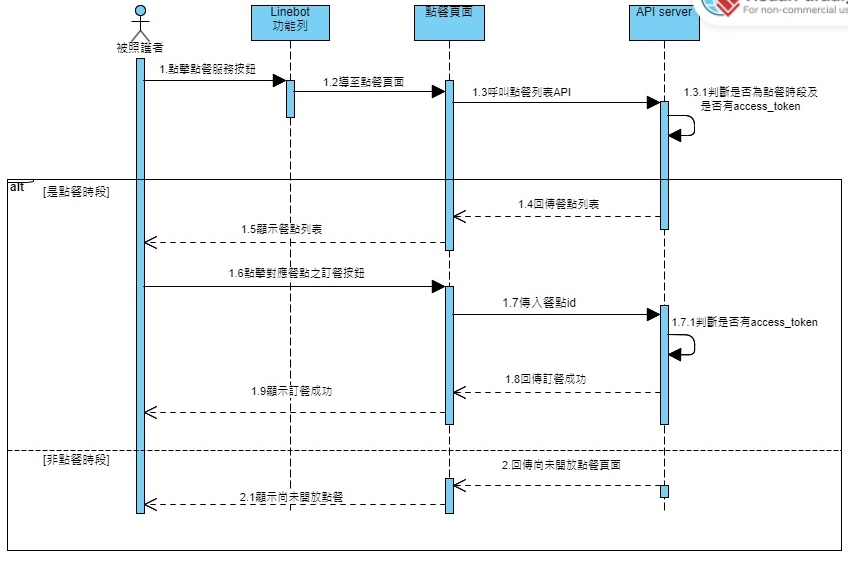 Linebot
功能列
點餐頁面
API server
For non-commercial us
被照護者
1.點擊點餐服務按鈕
1.2導至點餐頁面
1.3呼叫點餐列表API
1.3.1判斷是否為點餐時段及
是否有access_token
alt
[是點餐時段]
1.4回傳餐點列表
1.5顯示餐點列表
1.6點擊對應餐點之訂餐按鈕
1.7傳入餐點id
1.7.1判斷是否有access_token
1.8回傳訂餐成功
1.9顯示訂餐成功
[非點餐時段]
2.回傳尚未開放點餐頁面
2.1顯示尚未開放點餐